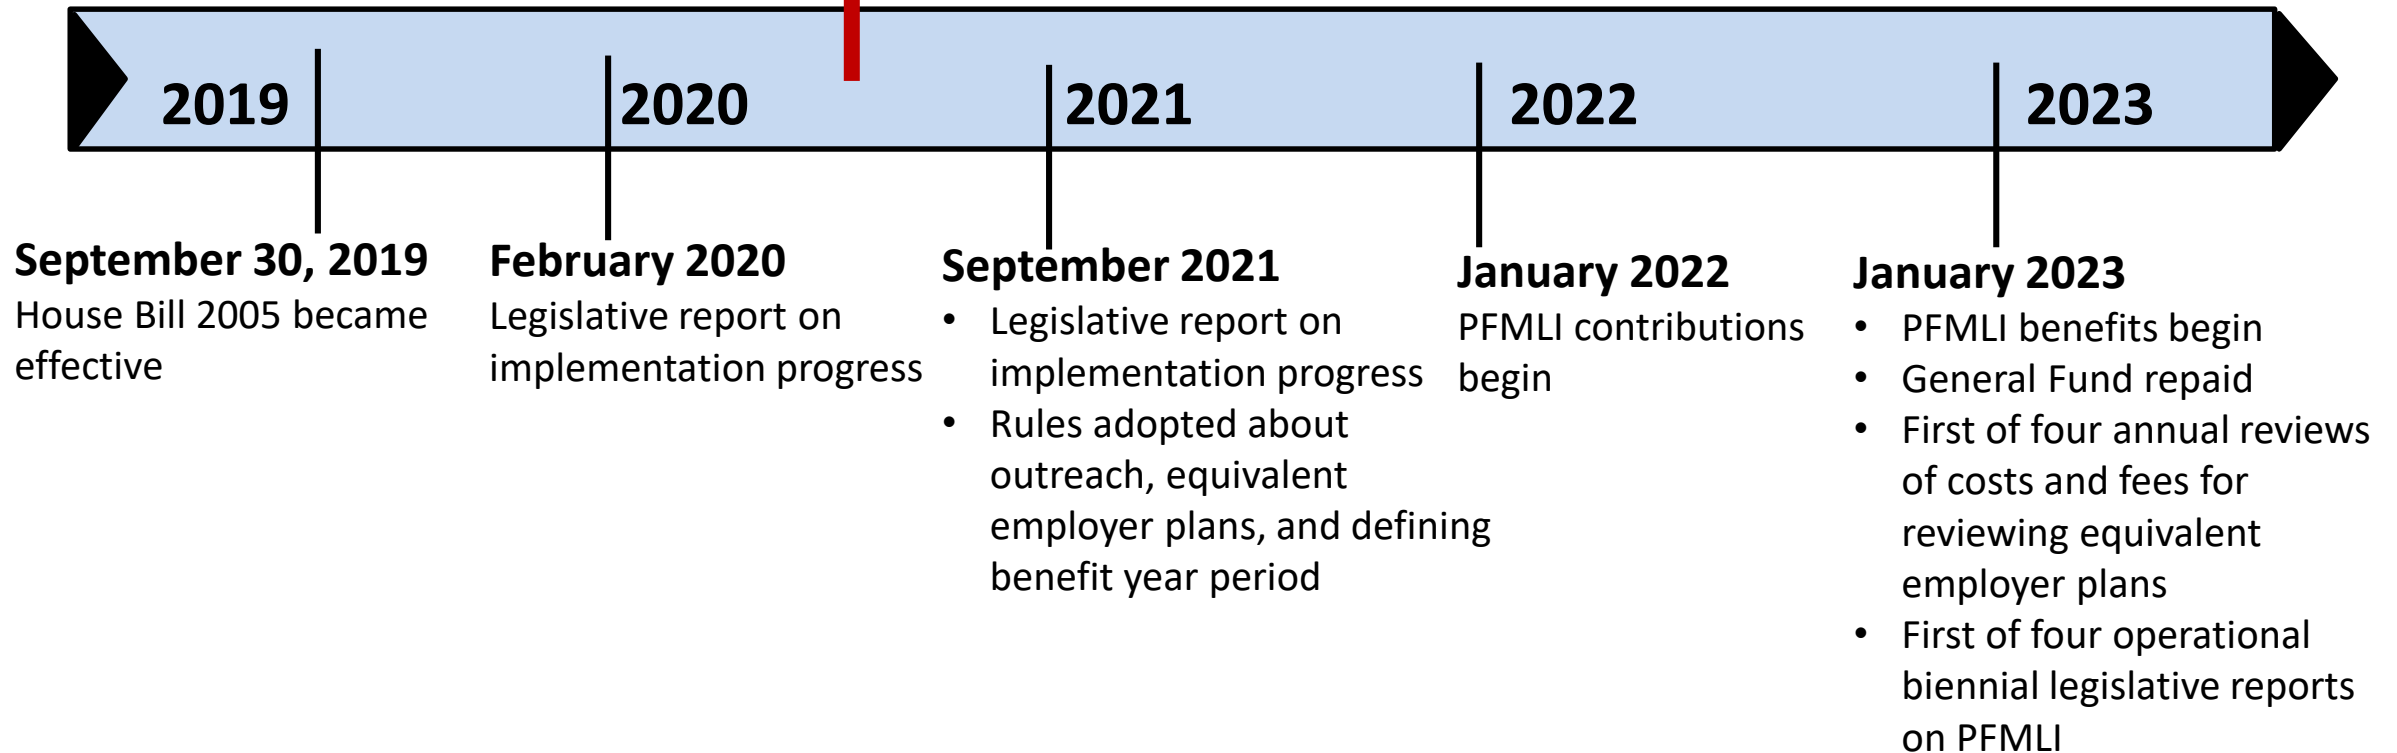 2019
2020
2021
2022
2023
September 30, 2019
House Bill 2005 became
effective
February 2020
Legislative report on
implementation progress
September 2021
• Legislative report on
implementation progress
• Rules adopted about
outreach, equivalent
employer plans, and defining
benefit year period
January 2022
PFMLI contributions
begin
January 2023
• PFMLI benefits begin
• General Fund repaid
• First of four annual reviews
of costs and fees for
reviewing equivalent
employer plans
• First of four operational
biennial legislative reports
on PFMLI